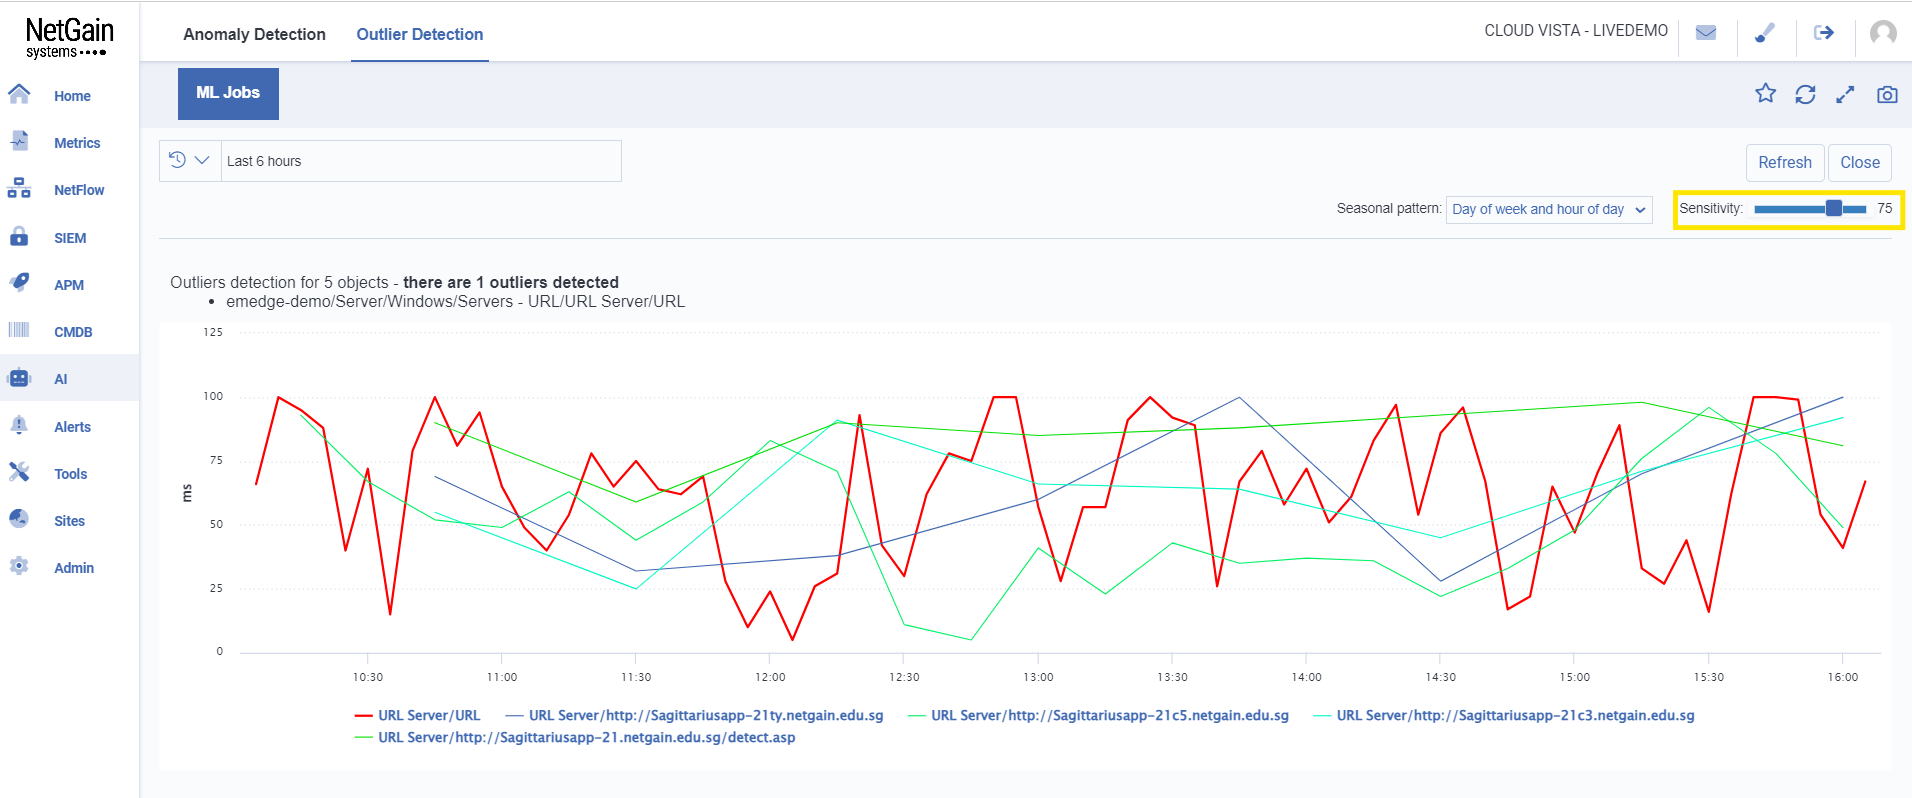 NetGain
systems
Anomaly Detection
Outlier Detection
CLOUD VISTA - LIVEDEMO
ML Jobs
Home
Metrics
NetFlow
SIEM
APM
CMDB
AI
Alerts
Tools
Sites
Admin
Last 6 hours
Refresh
Close
Seasonal pattern: Day of week and hour of day
Sensitivity: 75
Outliers detection for 5 objects - there are 1 outliers detected
• emedge-demo/Server/Windows/Servers - URL/URL Server/URL
125
100
75
50
25
0
ms
10:30 11:00 11:30 12:00 12:30 13:00 13:30 14:00 14:30 15:00 15:30 16:00
URL Server/URL URL Server/http://Sagittariusapp-21ty.netgain.edu.sg URL Server/http://Sagittariusapp-21c5.netgain.edu.sg URL Server/http://Sagittariusapp-21c3.netgain.edu.sg
URL Server/http://Sagittariusapp-21.netgain.edu.sg/detect.asp